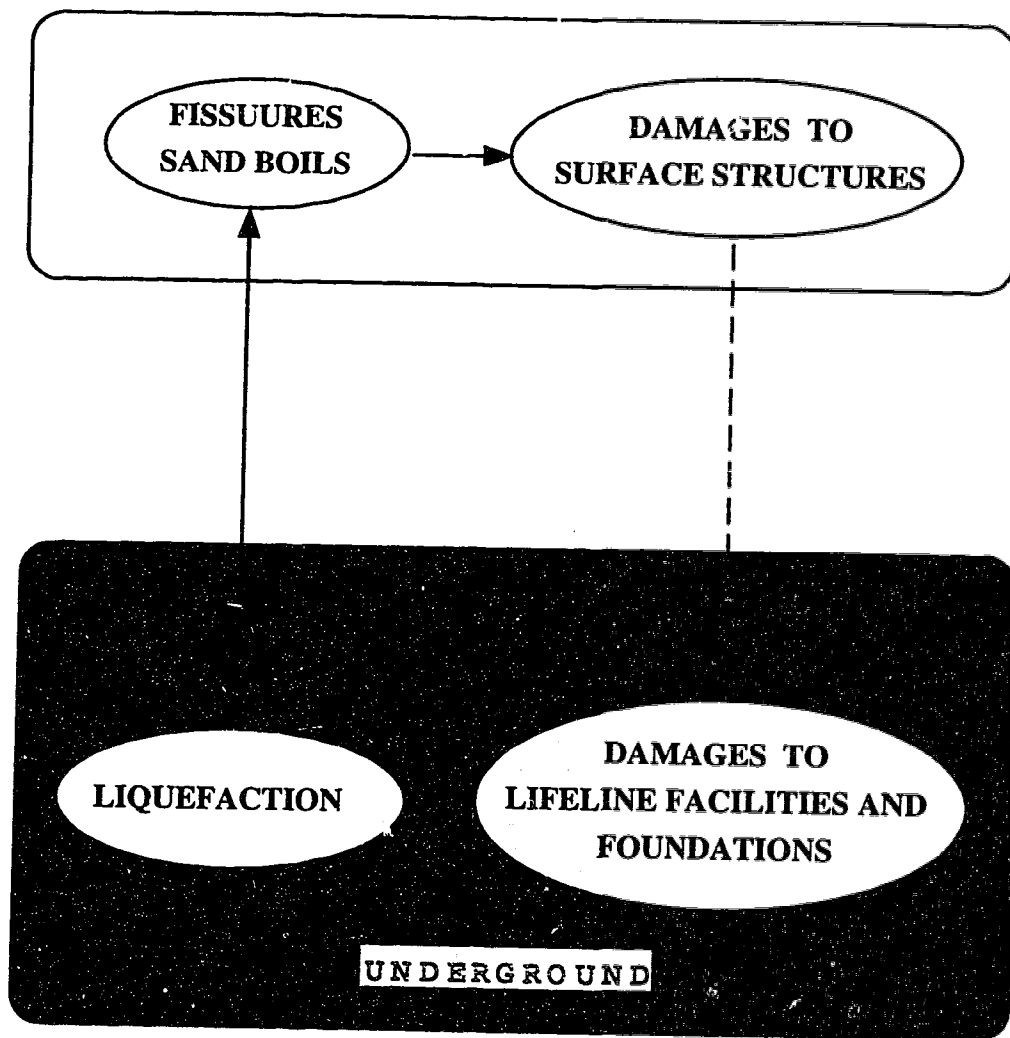 FISSUURES
SAND BOILS
DAMAGES TO
SURFACE STRUCTURES
LIQUEFACTION
DAMAGES TO
LIFELINE FACILITIES AND
FOUNDATIONS
UNDERGROUND